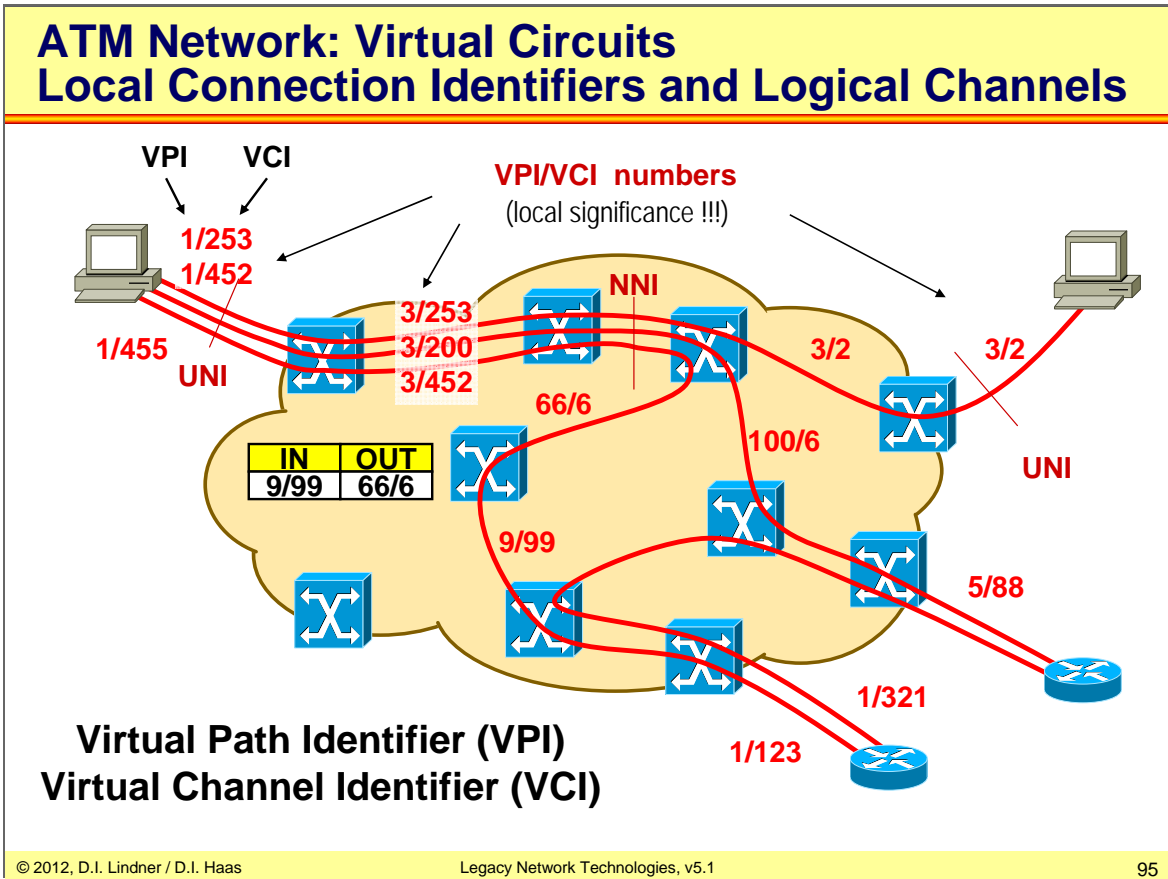 ATM Network: Virtual Circuits
Local Connection Identifiers and Logical Channels
VPI VCI
VPI/VCI numbers
(local significance !!!)
1/253
1/452
1/455
UNI
3/253
3/200
3/452
NNI
3/2
3/2
UNI
66/6
100/6
IN OUT
9/99 66/6
9/99
5/88
1/321
1/123
Virtual Path Identifier (VPI)
Virtual Channel Identifier (VCI)
© 2012, D.I. Lindner / D.I. Haas Legacy Network Technologies, v5.1 95